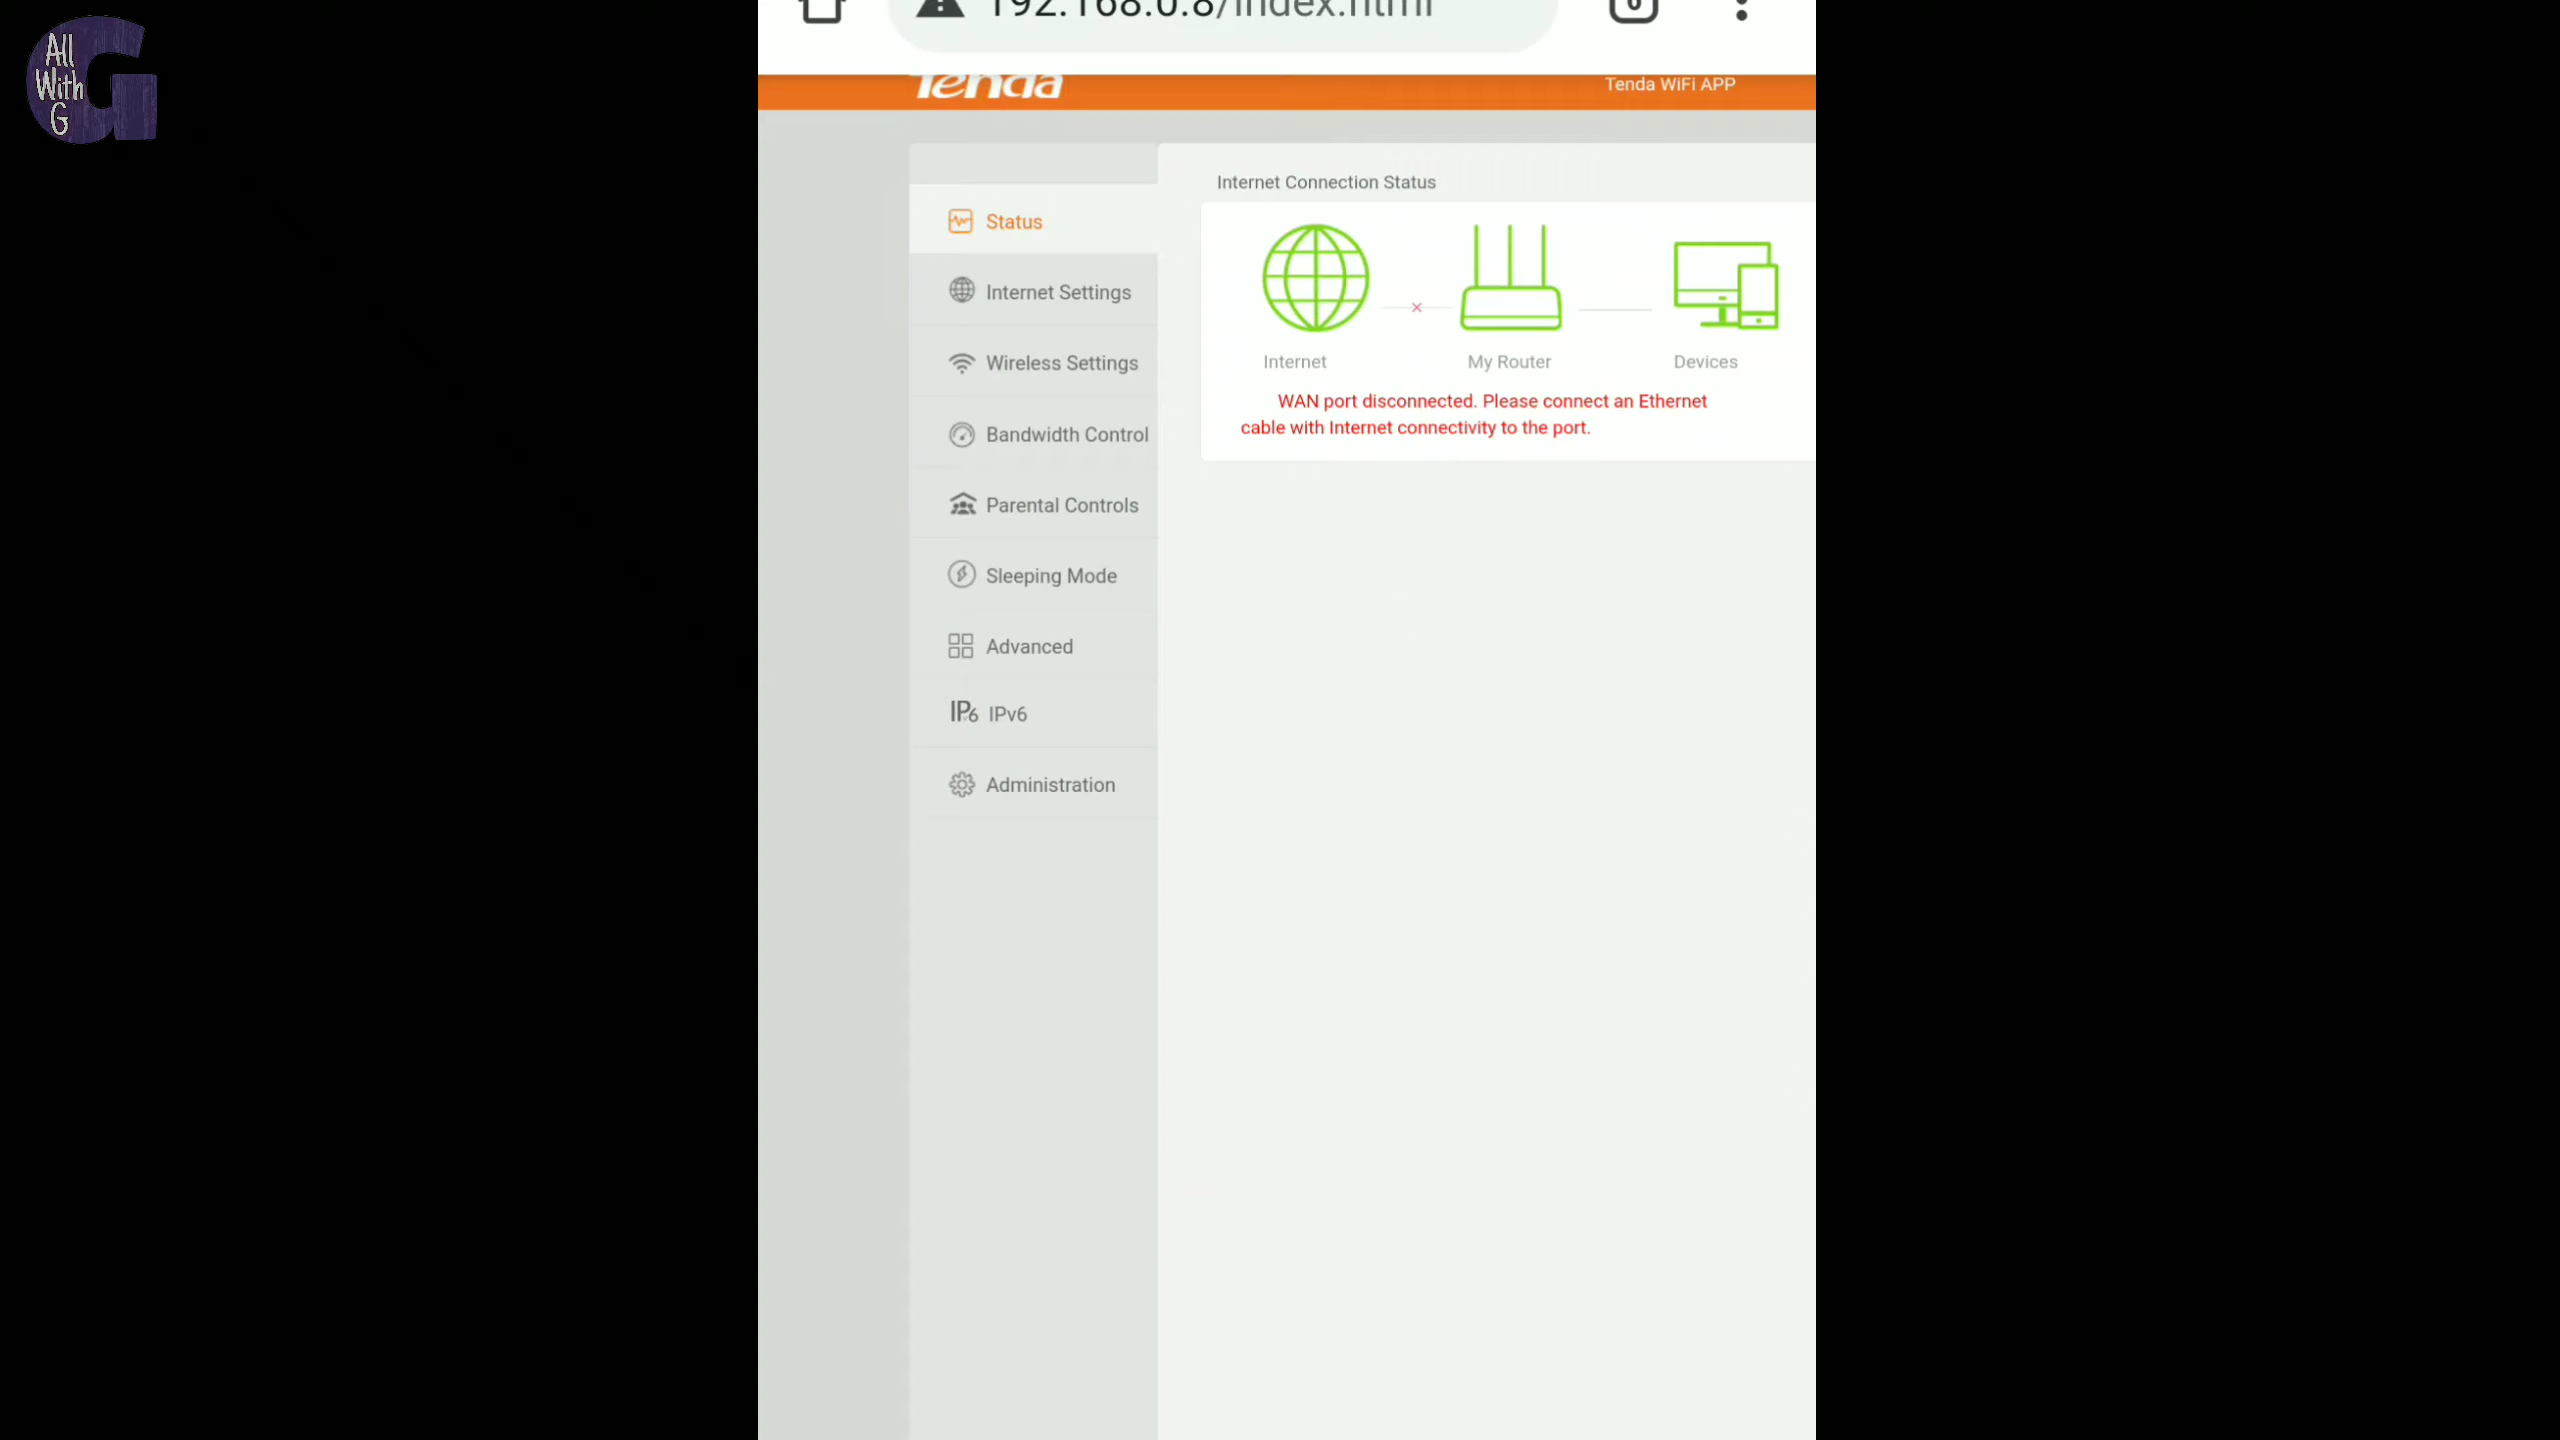 All
With
G
192.168.0.8/index.html
Tenda
Tenda WiFi APP
Internet Connection Status
Status
Internet Settings
Wireless Settings
Bandwidth Control
Parental Controls
Sleeping Mode
Advanced
IP6 IPv6
Administration
Internet
My Router
Devices
WAN port disconnected. Please connect an Ethernet
cable with Internet connectivity to the port.